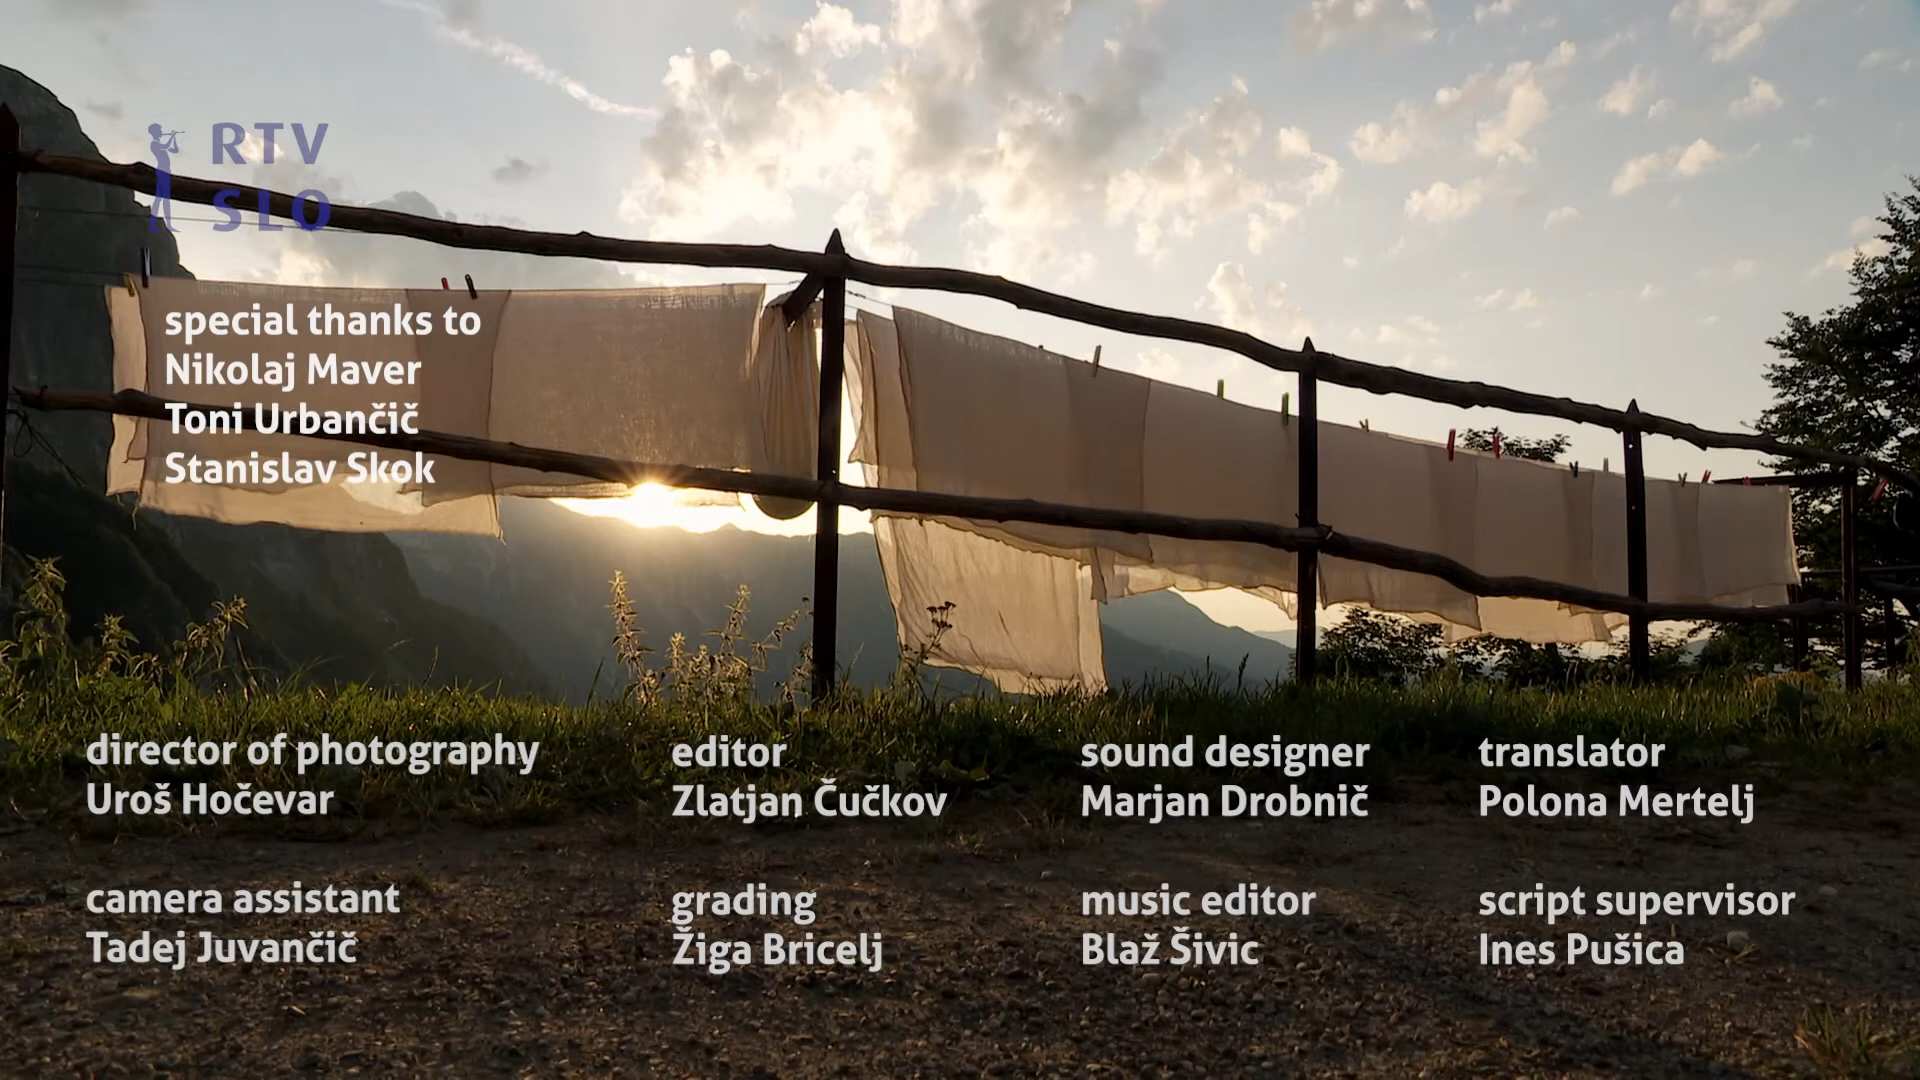 RTV
SLO
special thanks to
Nikolaj Maver
Toni Urbančič
Stanislav Skok
director of photography
Uroš Hočevar
editor
Zlatjan Čučkov
sound designer
Marjan Drobnič
translator
Polona Mertelj
camera assistant
Tadej Juvančič
grading
Žiga Bricelj
music editor
Blaž Šivic
script supervisor
Ines Pušica